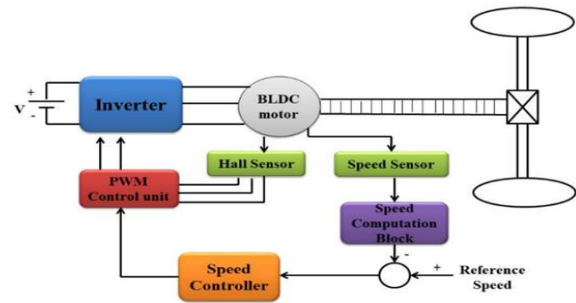 +
V
-
Inverter
BLDC
motor
Hall Sensor
Speed Sensor
PWM
Control unit
Speed
Computation
Block
-
+
Speed
Controller
Reference
Speed